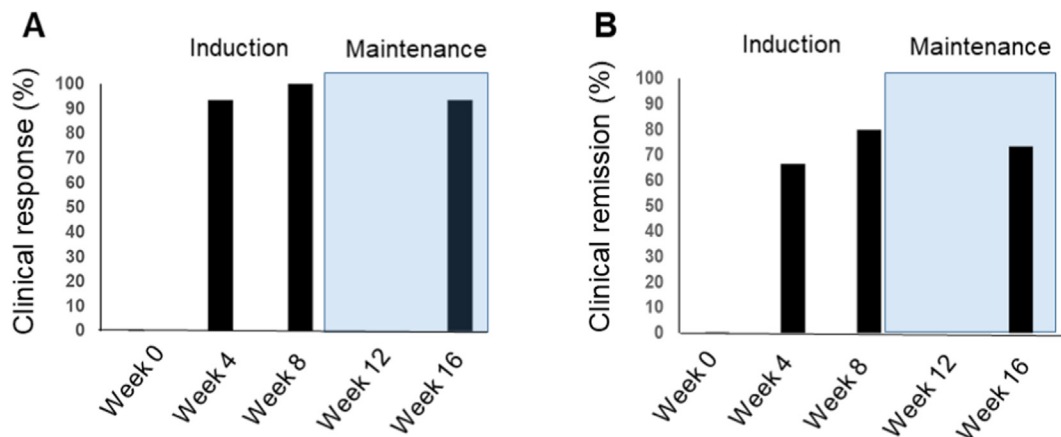 A
Induction
Maintenance
Clinical response (%)
100
90
80
70
60
50
40
30
20
10
0
Week 0
Week 4
Week 8
Week 12
Week 16
B
Induction
Maintenance
Clinical remission (%)
100
90
80
70
60
50
40
30
20
10
0
Week 0
Week 4
Week 8
Week 12
Week 16